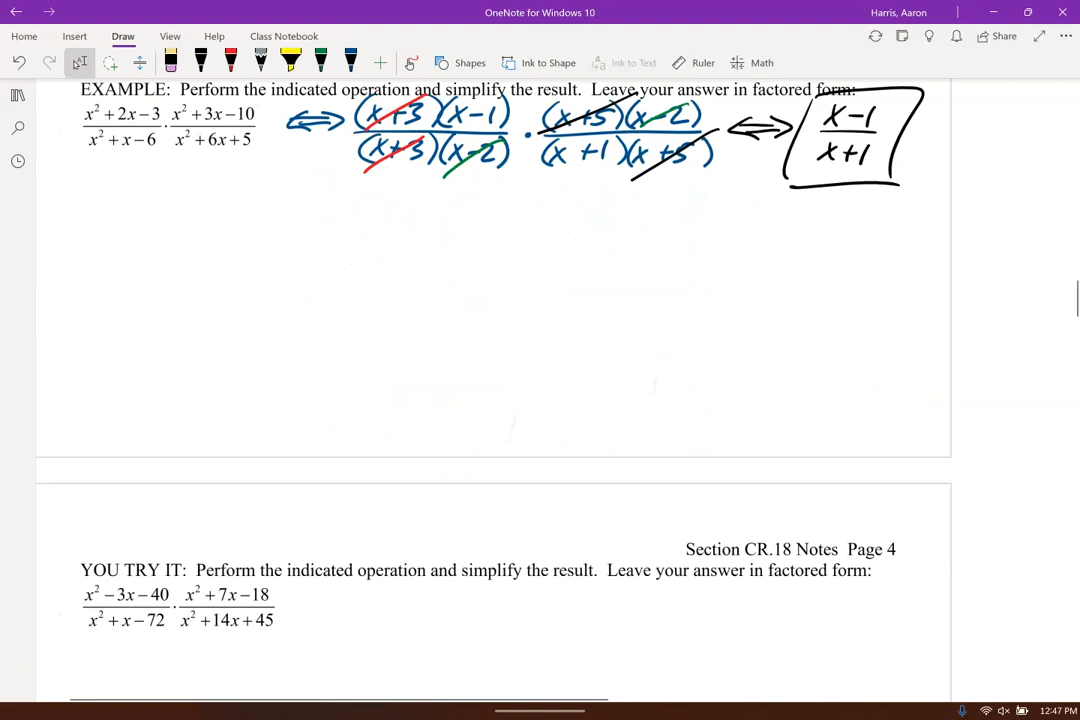 OneNote for Windows 10
Harris, Aaron
Home Insert Draw View Help Class Notebook Share
Shapes Ink to Shape Ink to Text Ruler Math
EXAMPLE: Perform the indicated operation and simplify the result. Leave your answer in factored form:
x² + 2x − 3 x² + 3x − 10 (x+3)(x−1) (x+5)(x−2) x−1
· ⇔ · ⇔
x² + x − 6 x² + 6x + 5 (x+3)(x−2) (x+1)(x+5) x+1
Section CR.18 Notes Page 4
YOU TRY IT: Perform the indicated operation and simplify the result. Leave your answer in factored form:
x² − 3x − 40 x² + 7x − 18
·
x² + x − 72 x² + 14x + 45
12:47 PM